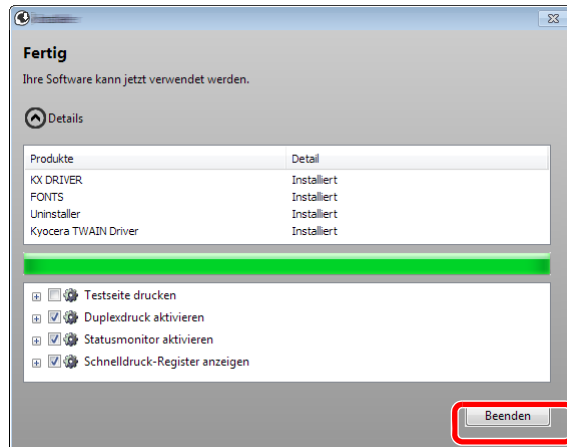 Fertig
Ihre Software kann jetzt verwendet werden.
Details
Produkte Detail
KX DRIVER Installiert
FONTS Installiert
Uninstaller Installiert
Kyocera TWAIN Driver Installiert
Testseite drucken
Duplexdruck aktivieren
Statusmonitor aktivieren
Schnelldruck-Register anzeigen
Beenden